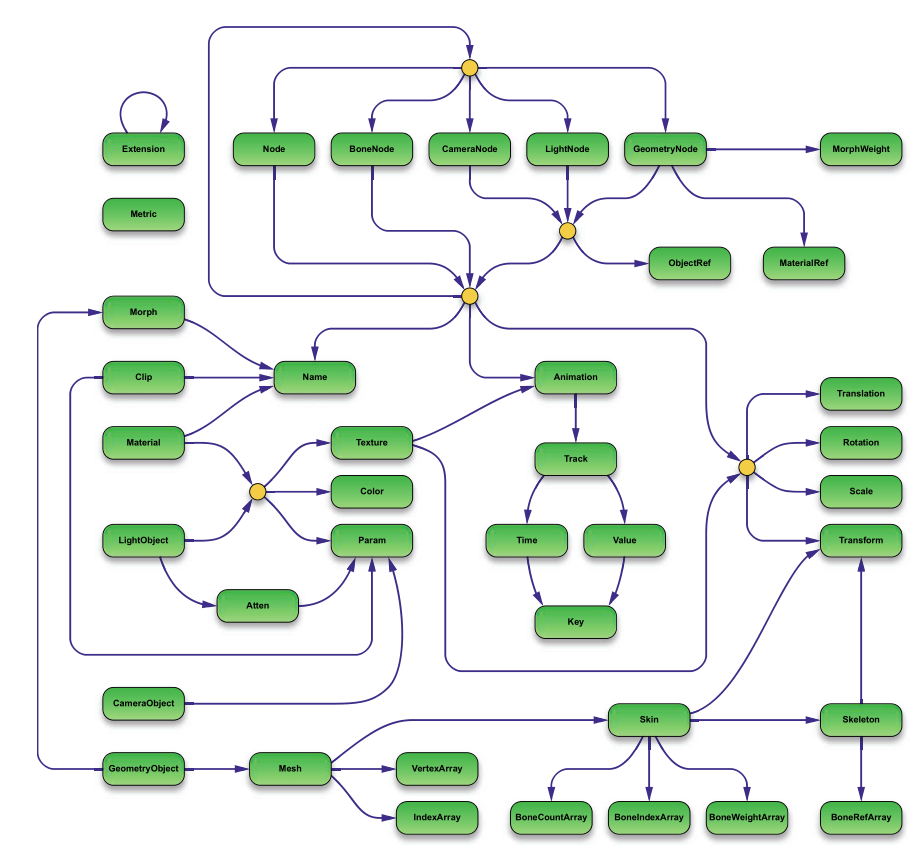 Extension
Node
BoneNode
CameraNode
LightNode
GeometryNode
MorphWeight
Metric
ObjectRef
MaterialRef
Morph
Clip
Name
Animation
Translation
Material
Texture
Track
Rotation
Color
Scale
LightObject
Param
Time
Value
Transform
Atten
Key
CameraObject
Skin
Skeleton
GeometryObject
Mesh
VertexArray
IndexArray
BoneCountArray
BoneIndexArray
BoneWeightArray
BoneRefArray